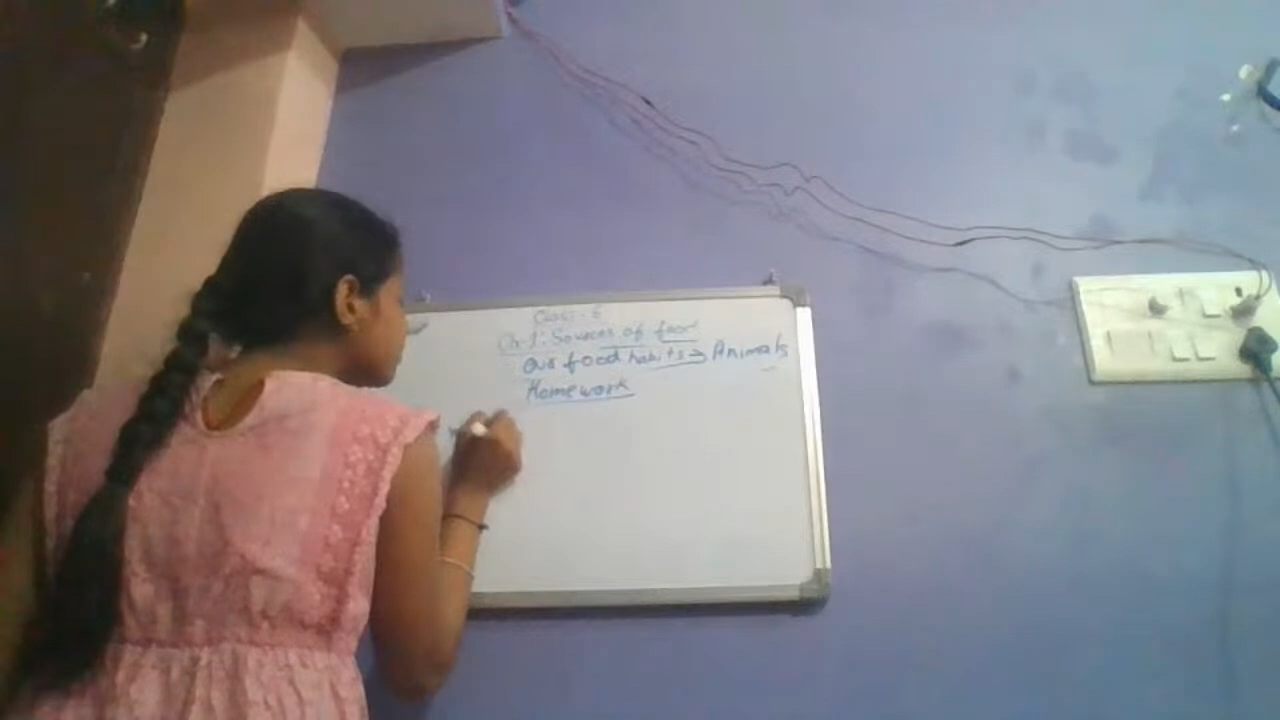 Class - 6
Ch-1: Sources of food
Our food habits → Animals
Homework